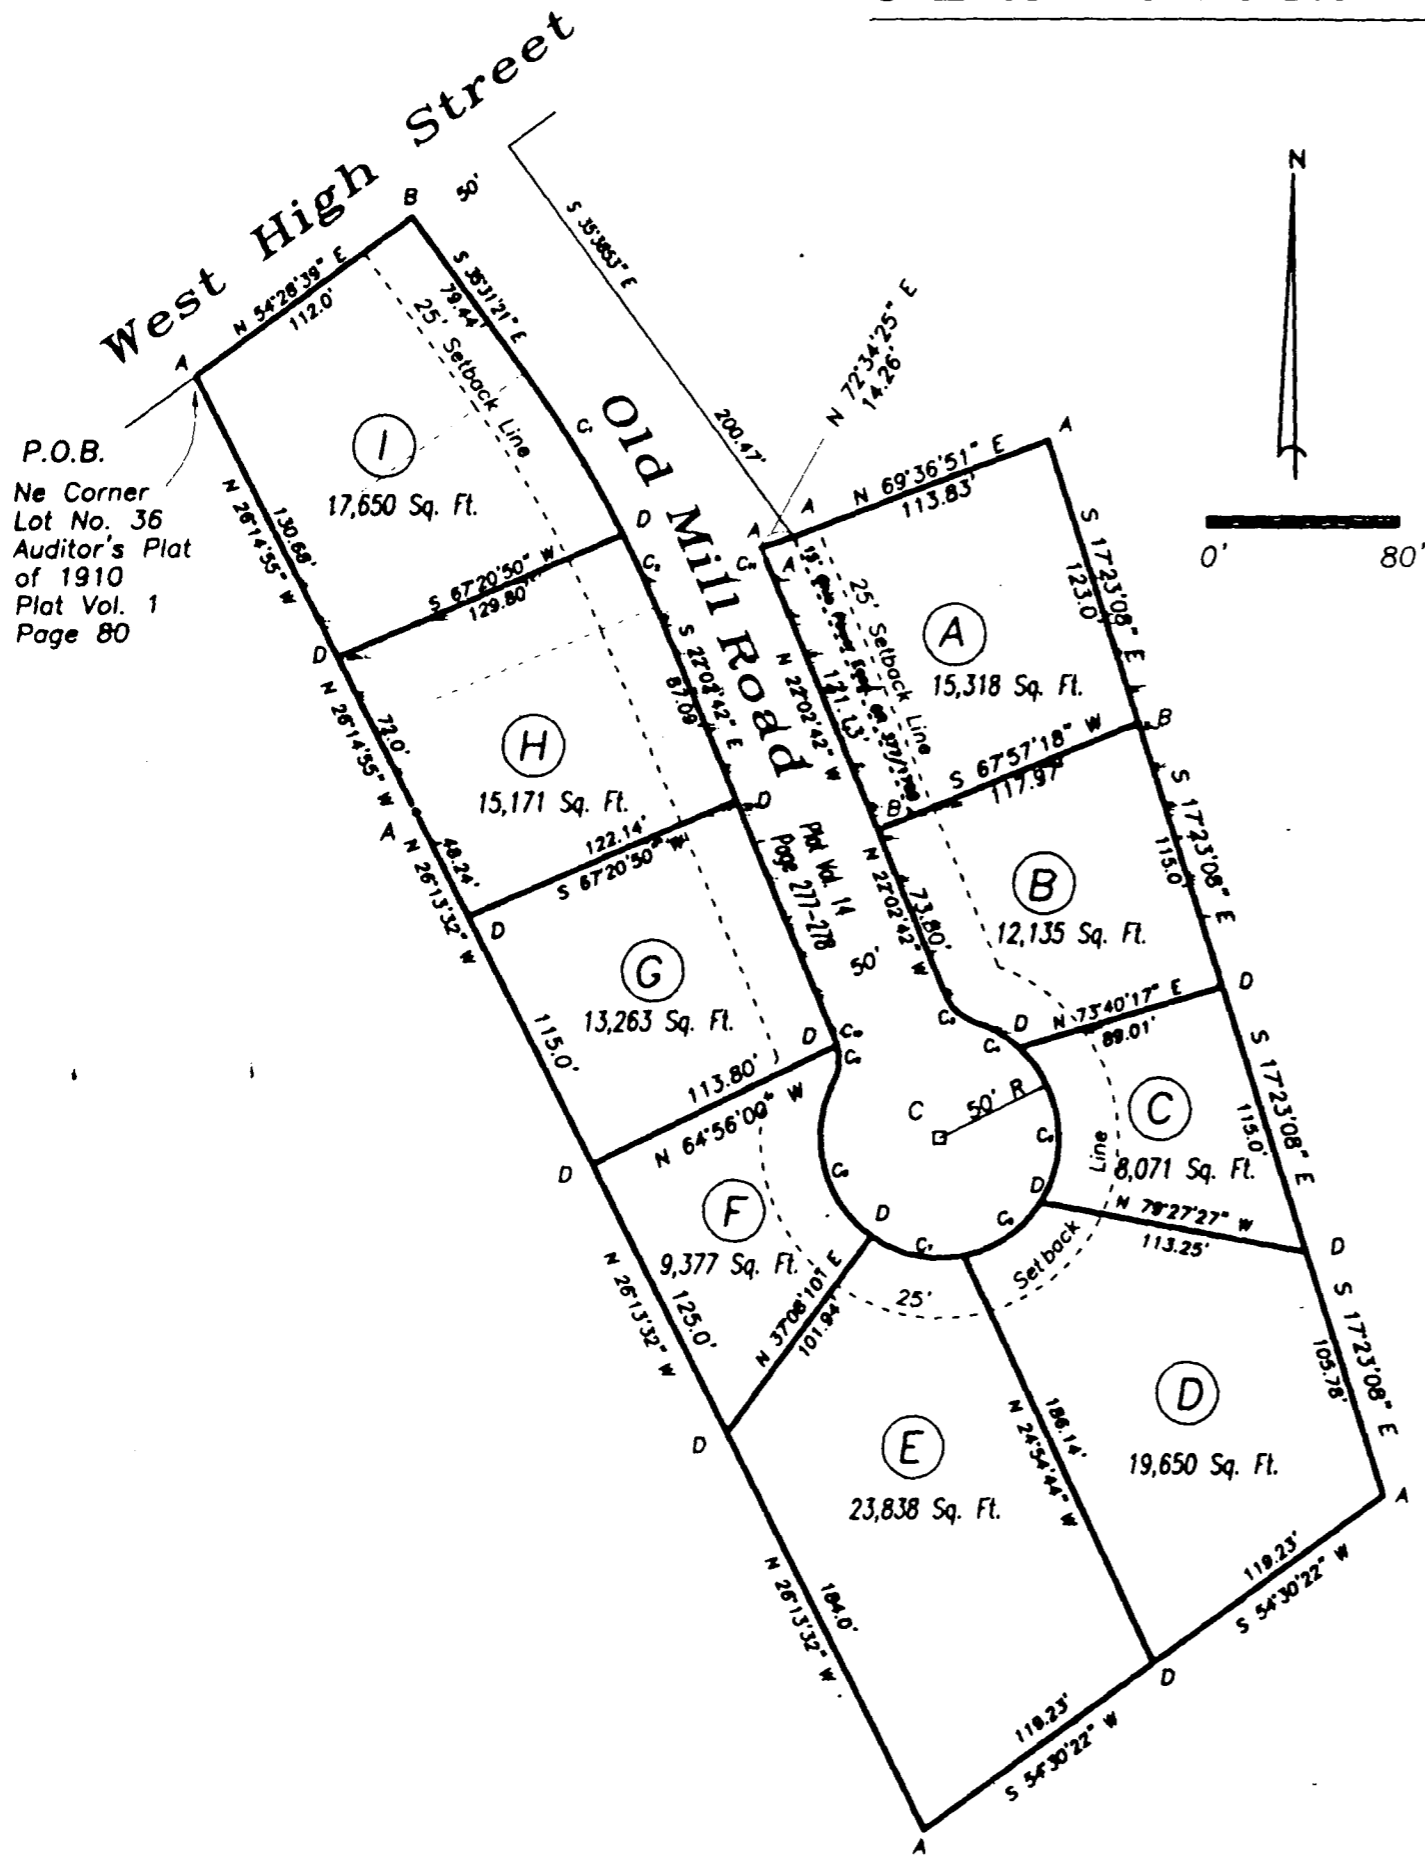 West High Street
50'
B
A
N 54°28'39" E
112.0'
S 35°31'21" E
79.44'
25' Setback Line
S 35°38'53" E
200.47'
N 72°34'25" E
14.26'
N
0' 80'
P.O.B.
Ne Corner
Lot No. 36
Auditor's Plat
of 1910
Plat Vol. 1
Page 80
I
17,650 Sq. Ft.
N 26°14'55" W
130.68'
S 67°20'50" W
129.80'
D
D
Old Mill Road
A
A
A
N 69°36'51" E
113.83'
A
S 17°23'08" E
123.0'
25' Setback Line
A
15,318 Sq. Ft.
N 22°02'42" W
121.13'
S 67°57'18" W
117.97'
B
B
H
15,171 Sq. Ft.
N 26°14'55" W
72.0'
A
S 22°02'42" E
87.09'
122.14'
S 67°20'50" W
D
D
N 26°13'32" W
48.24'
Plat Vol. 14
Page 277-278
50'
B
12,135 Sq. Ft.
N 22°02'42" W
73.80'
S 17°23'08" E
115.0'
N 73°40'17" E
89.01'
D
D
G
13,263 Sq. Ft.
115.0'
113.80'
N 64°56'00" W
D
D
C
50' R
C
8,071 Sq. Ft.
S 17°23'08" E
115.0'
N 79°27'27" W
113.25'
D
D
F
9,377 Sq. Ft.
N 26°13'32" W
125.0'
N 37°08'10" E
101.94'
D
D
25'
Setback
Line
D
19,650 Sq. Ft.
S 17°23'08" E
105.78'
A
186.14'
N 24°54'44" W
E
23,838 Sq. Ft.
N 26°13'32" W
184.0'
119.23'
S 54°30'22" W
D
119.23'
S 54°30'22" W
A